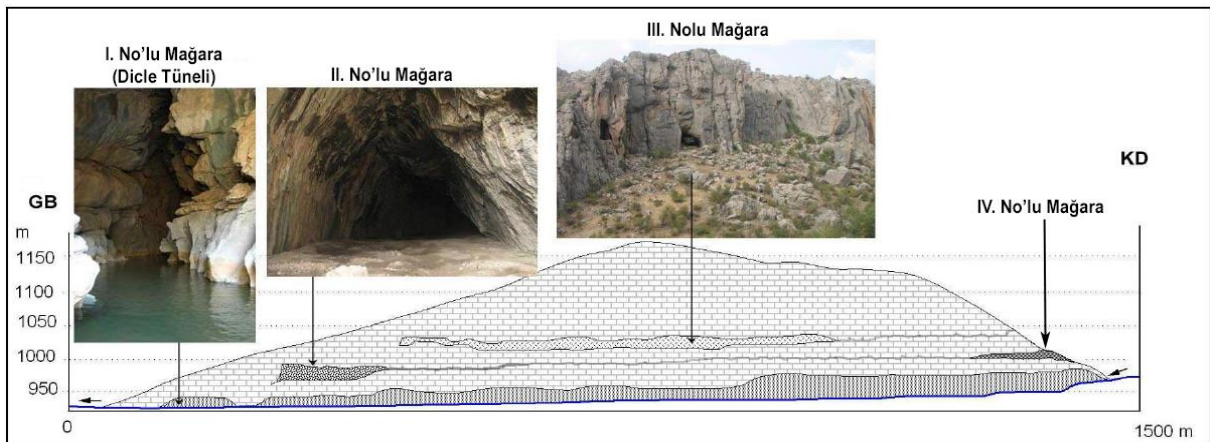 I. No'lu Mağara
(Dicle Tüneli)
II. No'lu Mağara
III. Nolu Mağara
IV. No'lu Mağara
GB
KD
m
1150
1100
1050
1000
950
0
1500 m